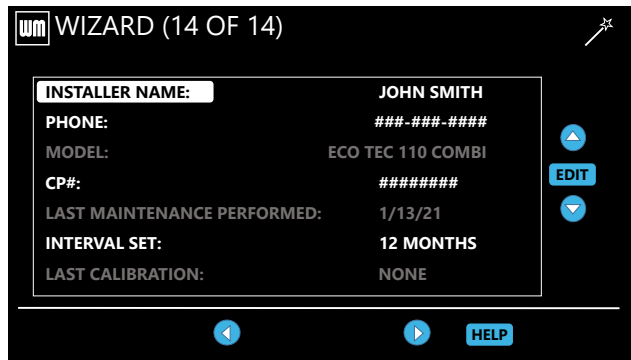 wm WIZARD (14 OF 14)
INSTALLER NAME: JOHN SMITH
PHONE: ###-###-####
MODEL: ECO TEC 110 COMBI
CP#: ########
LAST MAINTENANCE PERFORMED: 1/13/21
INTERVAL SET: 12 MONTHS
LAST CALIBRATION: NONE
EDIT
HELP